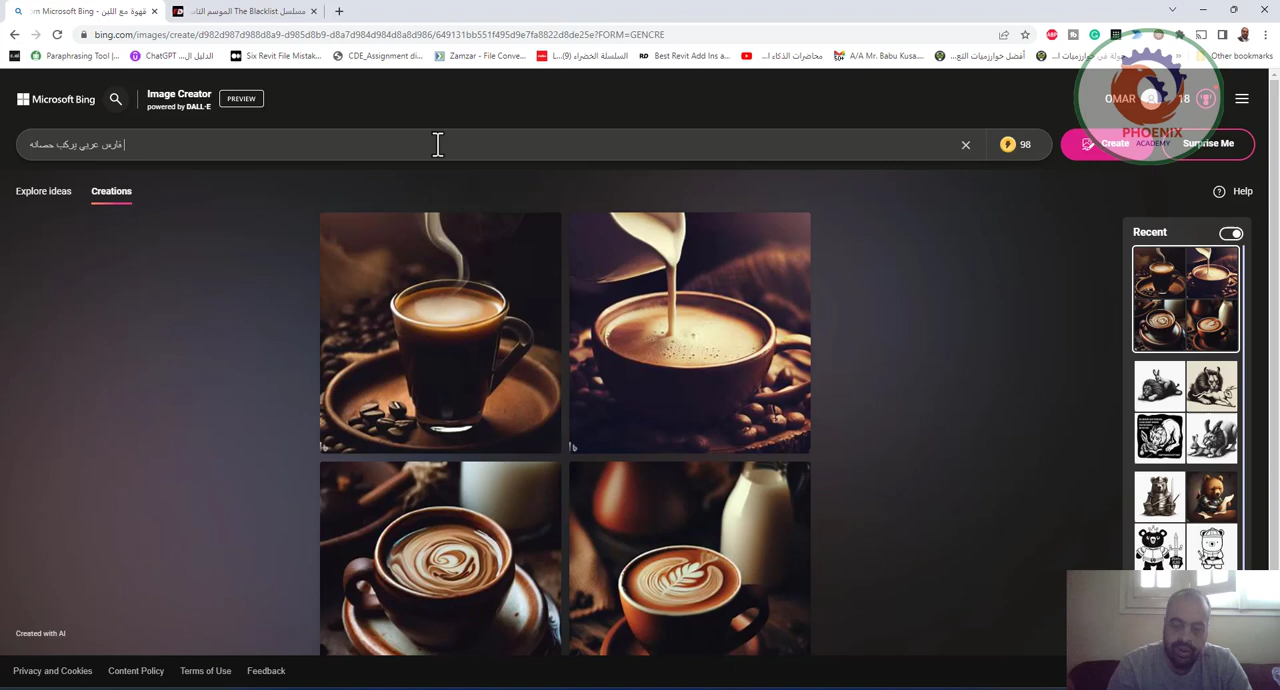 قهوة مع اللبن - Microsoft Bing
مسلسل The Blacklist الموسم الثاند
bing.com/images/create/d982d987d988d8a9-d985d8b9-d8a7d984d984d8a8d986/649131bb551f495d9e7fa8822d8de25e?FORM=GENCRE
Paraphrasing Tool |...
ChatGPT الدليل ال...
Six Revit File Mistak...
CDE_Assignment di...
Zamzar - File Conve...
السلسلة الخضراء (9)...
Best Revit Add Ins a...
محاضرات الذكاء ا...
A/A Mr. Babu Kusa...
أفضل خوارزميات التع...
Other bookmarks
Microsoft Bing
Image Creator
powered by DALL·E
PREVIEW
OMAR
18
PHOENIX
ACADEMY
فارس عربي يركب حصانه
98
Create
Surprise Me
Explore ideas
Creations
Help
Recent
Created with AI
Privacy and Cookies
Content Policy
Terms of Use
Feedback